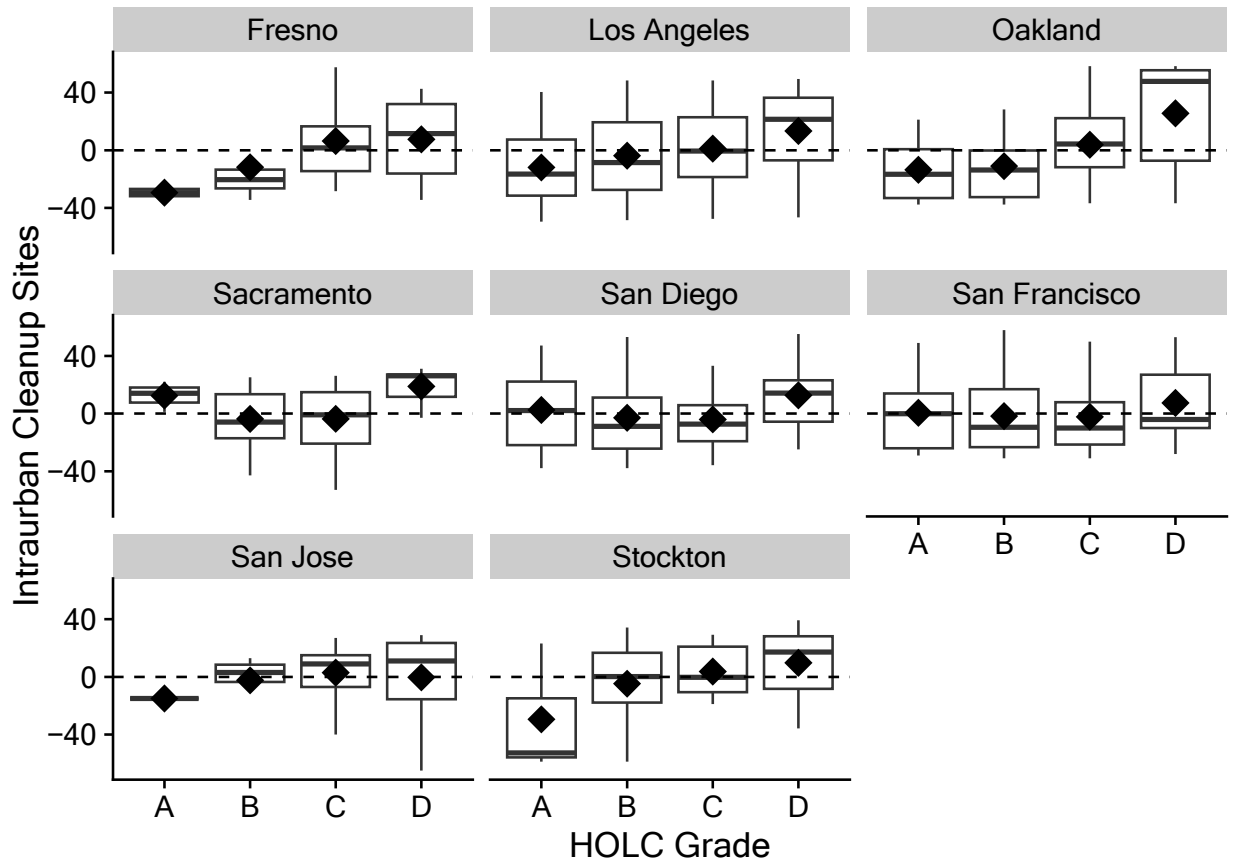 Fresno
Los Angeles
Oakland
40
0
−40
Sacramento
San Diego
San Francisco
40
0
−40
A B C D
San Jose
Stockton
40
0
−40
A B C D
A B C D
HOLC Grade
Intraurban Cleanup Sites